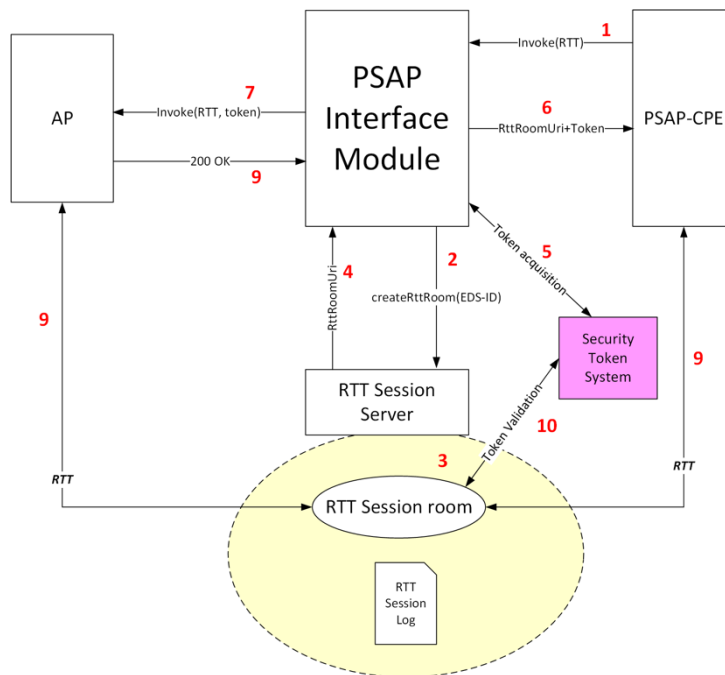 1
Invoke(RTT)
7
Invoke(RTT, token)
AP
PSAP
Interface
Module
6
RttRoomUri+Token
PSAP-CPE
200 OK
9
Token acquisition
5
4
RttRoomUri
2
createRttRoom(EDS-ID)
9
Security
Token
System
9
RTT Session
Server
Token Validation
10
3
RTT
RTT
RTT Session room
RTT
Session
Log